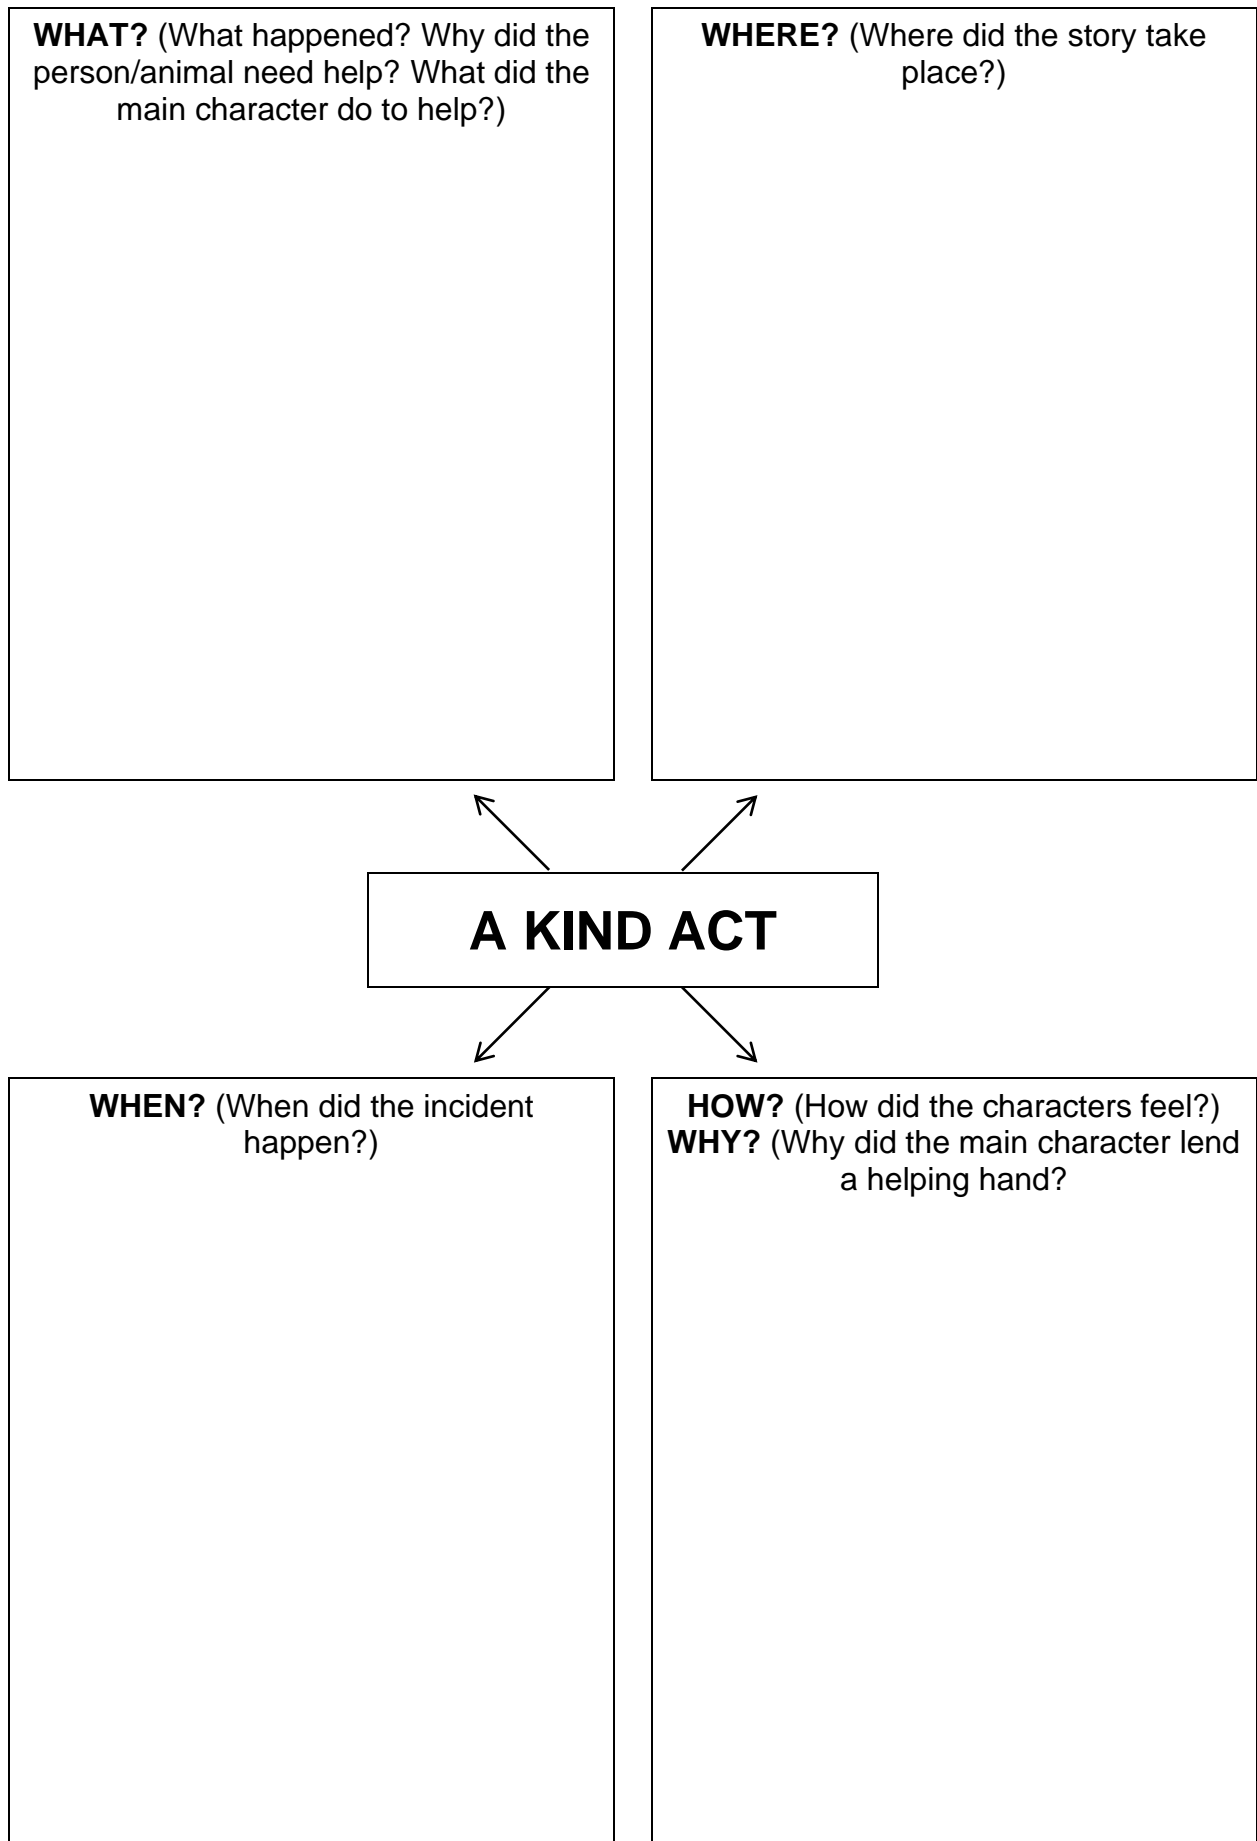 WHAT? (What happened? Why did the
person/animal need help? What did the
main character do to help?)
WHERE? (Where did the story take
place?)
A KIND ACT
WHEN? (When did the incident
happen?)
HOW? (How did the characters feel?)
WHY? (Why did the main character lend
a helping hand?